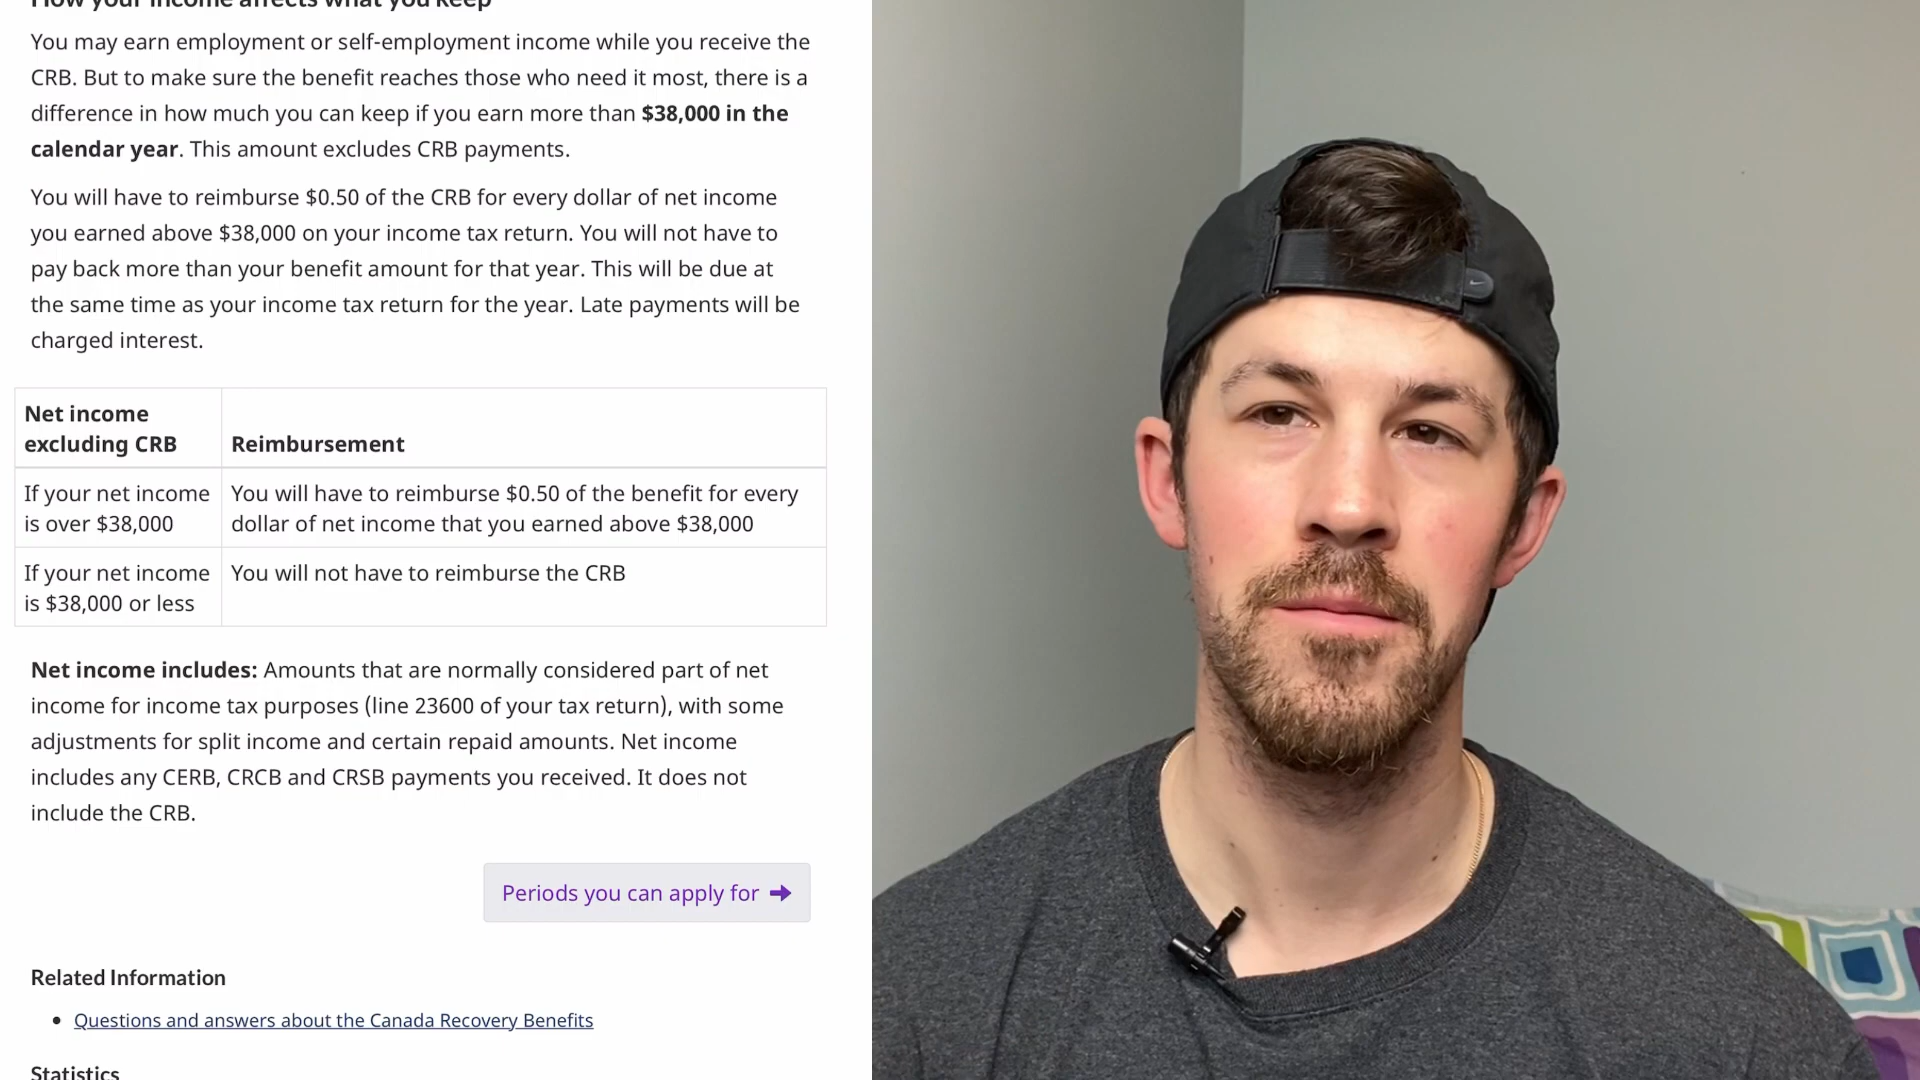 How your income affects what you keep
You may earn employment or self-employment income while you receive the
CRB. But to make sure the benefit reaches those who need it most, there is a
difference in how much you can keep if you earn more than $38,000 in the
calendar year. This amount excludes CRB payments.
You will have to reimburse $0.50 of the CRB for every dollar of net income
you earned above $38,000 on your income tax return. You will not have to
pay back more than your benefit amount for that year. This will be due at
the same time as your income tax return for the year. Late payments will be
charged interest.
Net income
excluding CRB
Reimbursement
If your net income
is over $38,000
You will have to reimburse $0.50 of the benefit for every
dollar of net income that you earned above $38,000
If your net income
is $38,000 or less
You will not have to reimburse the CRB
Net income includes: Amounts that are normally considered part of net
income for income tax purposes (line 23600 of your tax return), with some
adjustments for split income and certain repaid amounts. Net income
includes any CERB, CRCB and CRSB payments you received. It does not
include the CRB.
Periods you can apply for
Related Information
Questions and answers about the Canada Recovery Benefits
Statistics